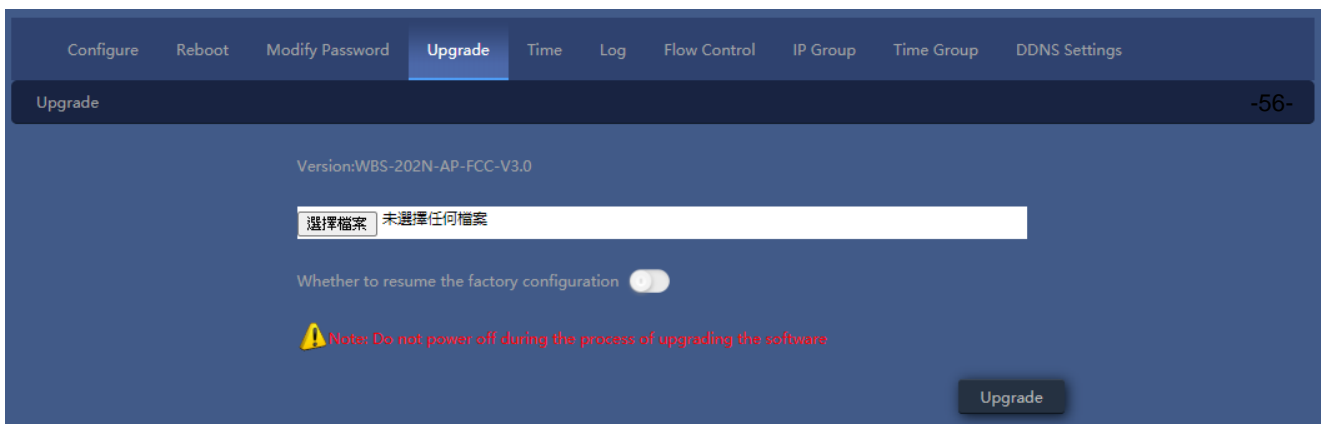 Configure Reboot Modify Password Upgrade Time Log Flow Control IP Group Time Group DDNS Settings
Upgrade -56-
Version:WBS-202N-AP-FCC-V3.0
選擇檔案 未選擇任何檔案
Whether to resume the factory configuration
Note: Do not power off during the process of upgrading the software
Upgrade